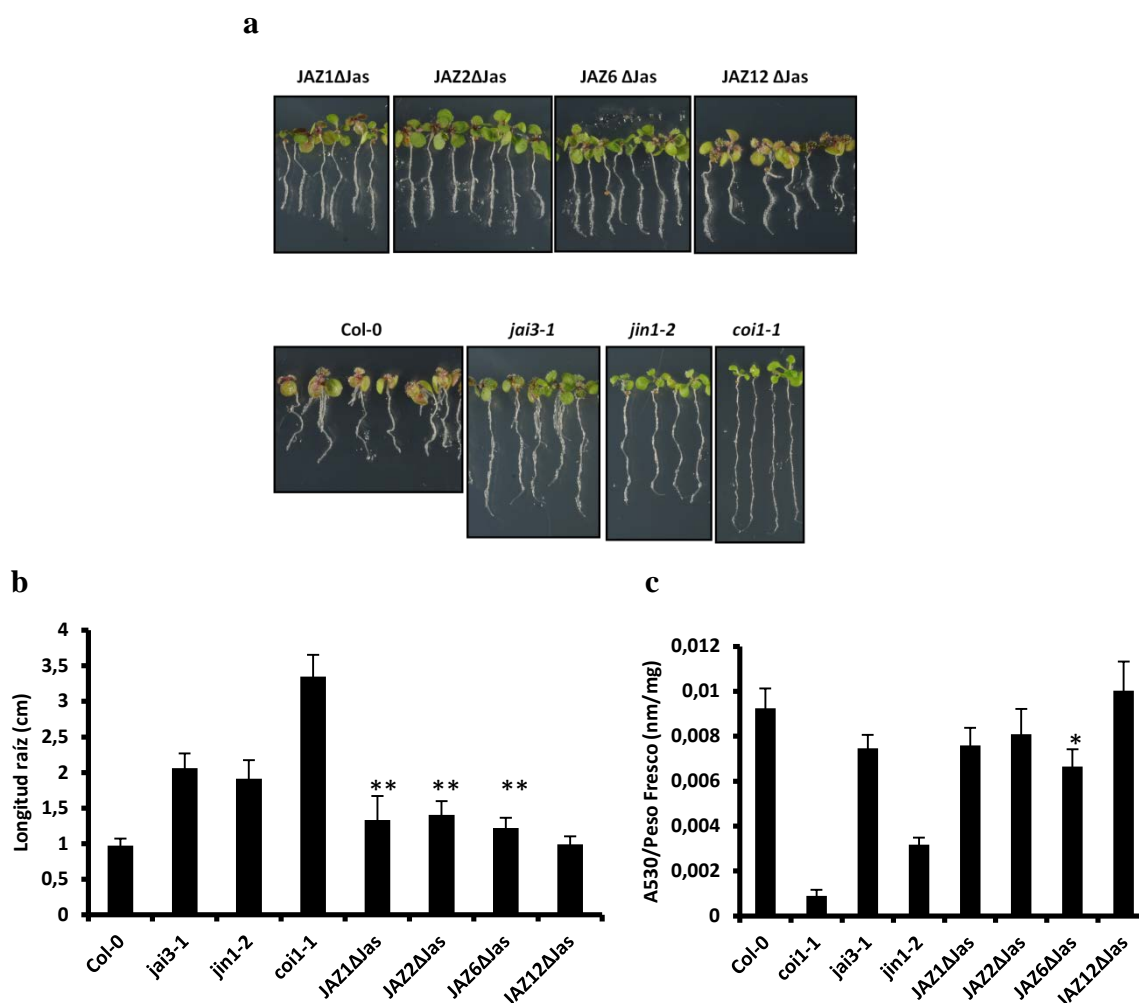 a
JAZ1ΔJas JAZ2ΔJas JAZ6 ΔJas JAZ12 ΔJas
Col-0 jai3-1 jin1-2 coi1-1
b
Longitud raíz (cm)
4
3,5
3
2,5
2
1,5
1
0,5
0
** ** **
Col-0 jai3-1 jin1-2 coi1-1 JAZ1ΔJas JAZ2ΔJas JAZ6ΔJas JAZ12ΔJas
c
A530/Peso Fresco (nm/mg)
0,012
0,01
0,008
0,006
0,004
0,002
0
*
Col-0 coi1-1 jai3-1 jin1-2 JAZ1ΔJas JAZ2ΔJas JAZ6ΔJas JAZ12ΔJas